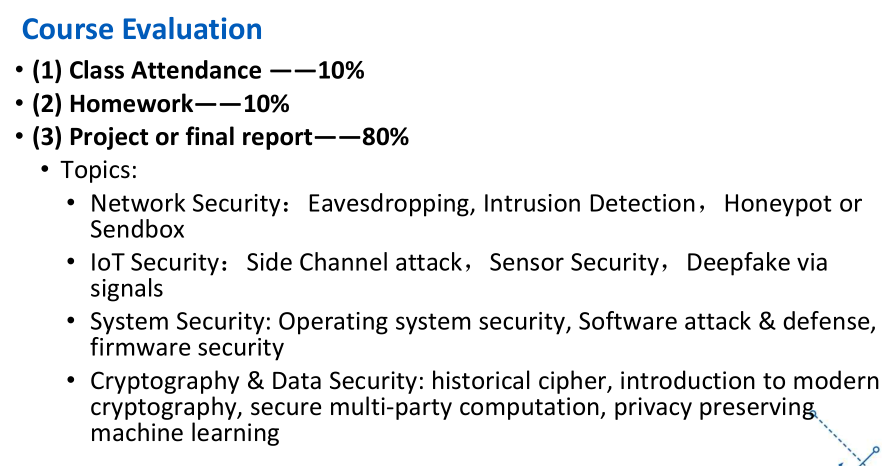 Course Evaluation
• (1) Class Attendance ——10%
• (2) Homework——10%
• (3) Project or final report——80%
• Topics:
• Network Security： Eavesdropping, Intrusion Detection， Honeypot or
Sendbox
• IoT Security： Side Channel attack， Sensor Security， Deepfake via
signals
• System Security: Operating system security, Software attack & defense,
firmware security
• Cryptography & Data Security: historical cipher, introduction to modern
cryptography, secure multi-party computation, privacy preserving
machine learning